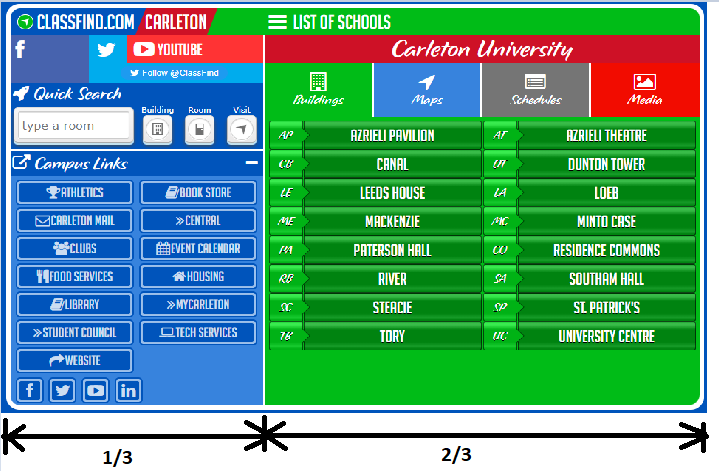 CLASSFIND.COM CARLETON
LIST OF SCHOOLS
YOUTUBE
Follow @ClassFind
Quick Search
type a room
Building Room Visit
Campus Links
ATHLETICS BOOK STORE
CARLETON MAIL CENTRAL
CLUBS EVENT CALENDAR
FOOD SERVICES HOUSING
LIBRARY MYCARLETON
STUDENT COUNCIL TECH SERVICES
WEBSITE
Carleton University
Buildings Maps Schedules Media
AP AZRIELI PAVILION AT AZRIELI THEATRE
CB CANAL DT DUNTON TOWER
LE LEEDS HOUSE LA LOEB
ME MACKENZIE MC MINTO CASE
PA PATERSON HALL CO RESIDENCE COMMONS
RB RIVER SA SOUTHAM HALL
SC STEACIE SP ST. PATRICK'S
TB TORY UC UNIVERSITY CENTRE
1/3 2/3